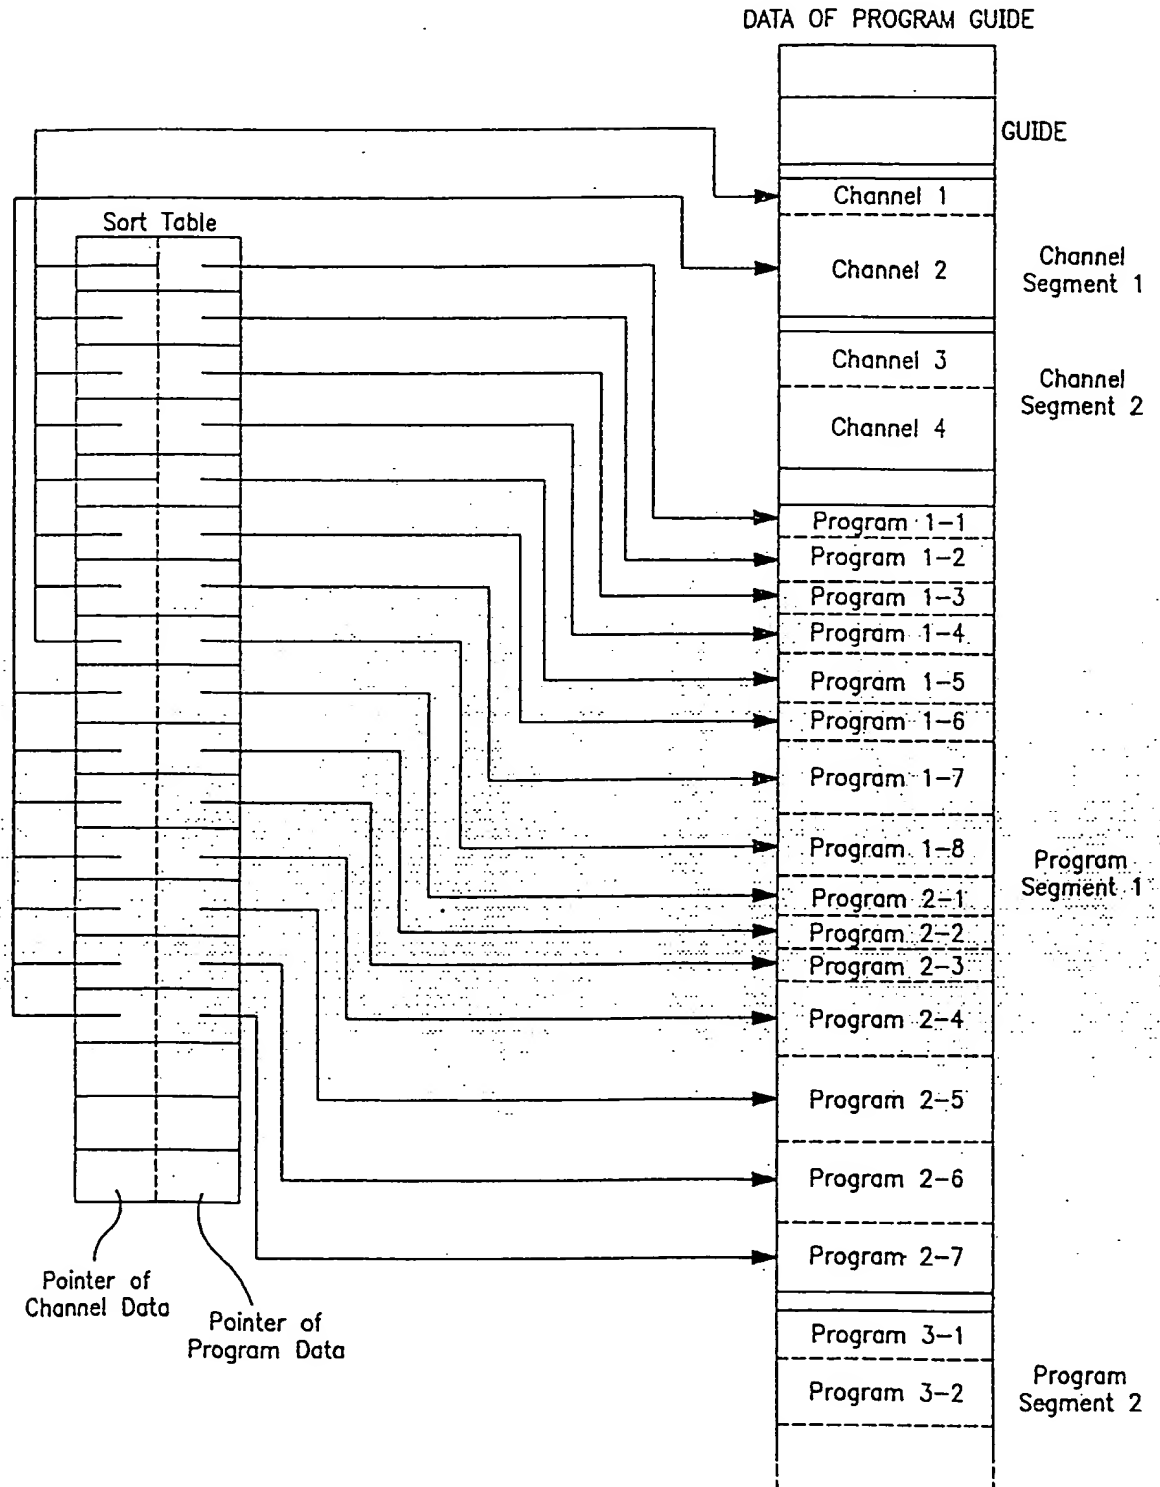 DATA OF PROGRAM GUIDE
GUIDE
Sort Table
Channel 1
Channel 2
Channel
Segment 1
Channel 3
Channel 4
Channel
Segment 2
Program 1-1
Program 1-2
Program 1-3
Program 1-4
Program 1-5
Program 1-6
Program 1-7
Program 1-8
Program 2-1
Program 2-2
Program 2-3
Program 2-4
Program 2-5
Program 2-6
Program 2-7
Program
Segment 1
Pointer of
Channel Data
Pointer of
Program Data
Program 3-1
Program 3-2
Program
Segment 2